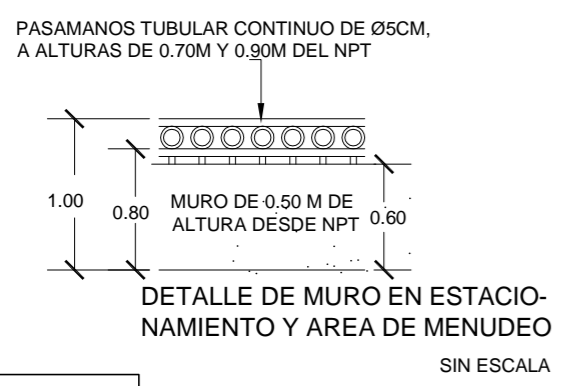 PASAMANOS TUBULAR CONTINUO DE Ø5CM,
A ALTURAS DE 0.70M Y 0.90M DEL NPT
1.00
0.80
MURO DE 0.50 M DE
ALTURA DESDE NPT
0.60
DETALLE DE MURO EN ESTACIO-
NAMIENTO Y AREA DE MENUDEO
SIN ESCALA